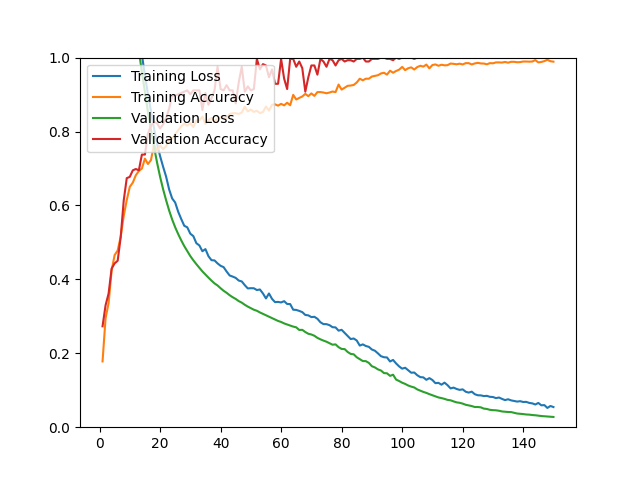 1.0
0.8
0.6
0.4
0.2
0.0
Training Loss
Training Accuracy
Validation Loss
Validation Accuracy
0 20 40 60 80 100 120 140